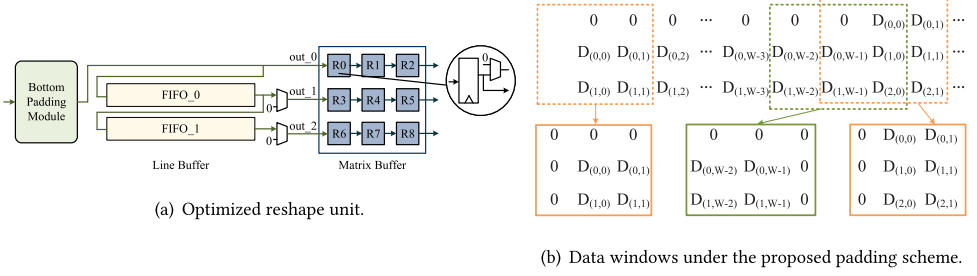 Bottom
Padding
Module
FIFO_0
FIFO_1
0
0
out_0
out_1
out_2
R0 R1 R2
R3 R4 R5
R6 R7 R8
0
Line Buffer
Matrix Buffer
(a) Optimized reshape unit.
0 0 0 ··· 0 0 0 D(0,0) D(0,1)
D(0,0) D(0,1) D(0,2) ··· D(0,W-3) D(0,W-2) D(0,W-1) D(1,0) D(1,1) ···
D(1,0) D(1,1) D(1,2) ··· D(1,W-3) D(1,W-2) D(1,W-1) D(2,0) D(2,1) ···
0 0 0
0 D(0,0) D(0,1)
0 D(1,0) D(1,1)
0 0 0
D(0,W-2) D(0,W-1) 0
D(1,W-2) D(1,W-1) 0
0 D(0,0) D(0,1)
0 D(1,0) D(1,1)
0 D(2,0) D(2,1)
(b) Data windows under the proposed padding scheme.